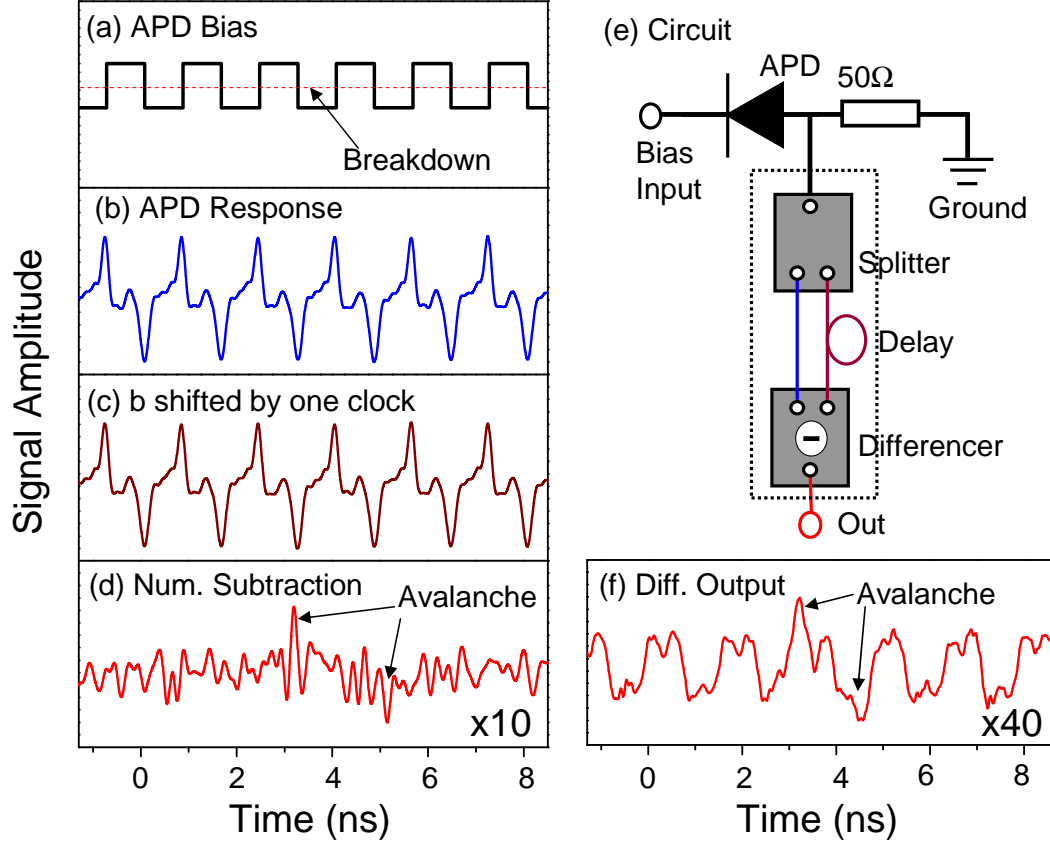 (a) APD Bias
Breakdown
(b) APD Response
(c) b shifted by one clock
(d) Num. Subtraction
Avalanche
x10
0 2 4 6 8
Time (ns)
Signal Amplitude
(e) Circuit
APD
50Ω
Bias
Input
Ground
Splitter
Delay
-
Differencer
Out
(f) Diff. Output
Avalanche
x40
0 2 4 6 8
Time (ns)